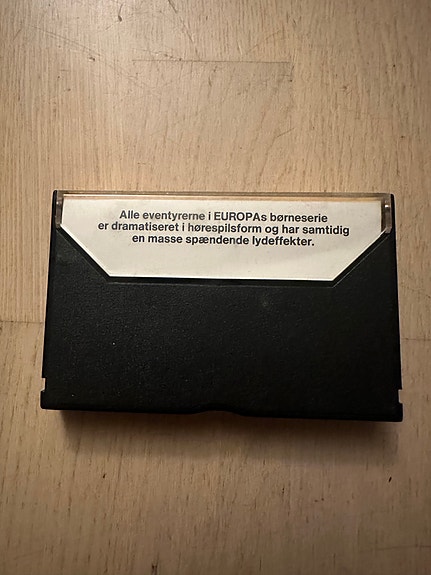 Alle eventyrerne i EUROPAs børneserie
er dramatiseret i hørespilsform og har samtidig
en masse spændende lydeffekter.